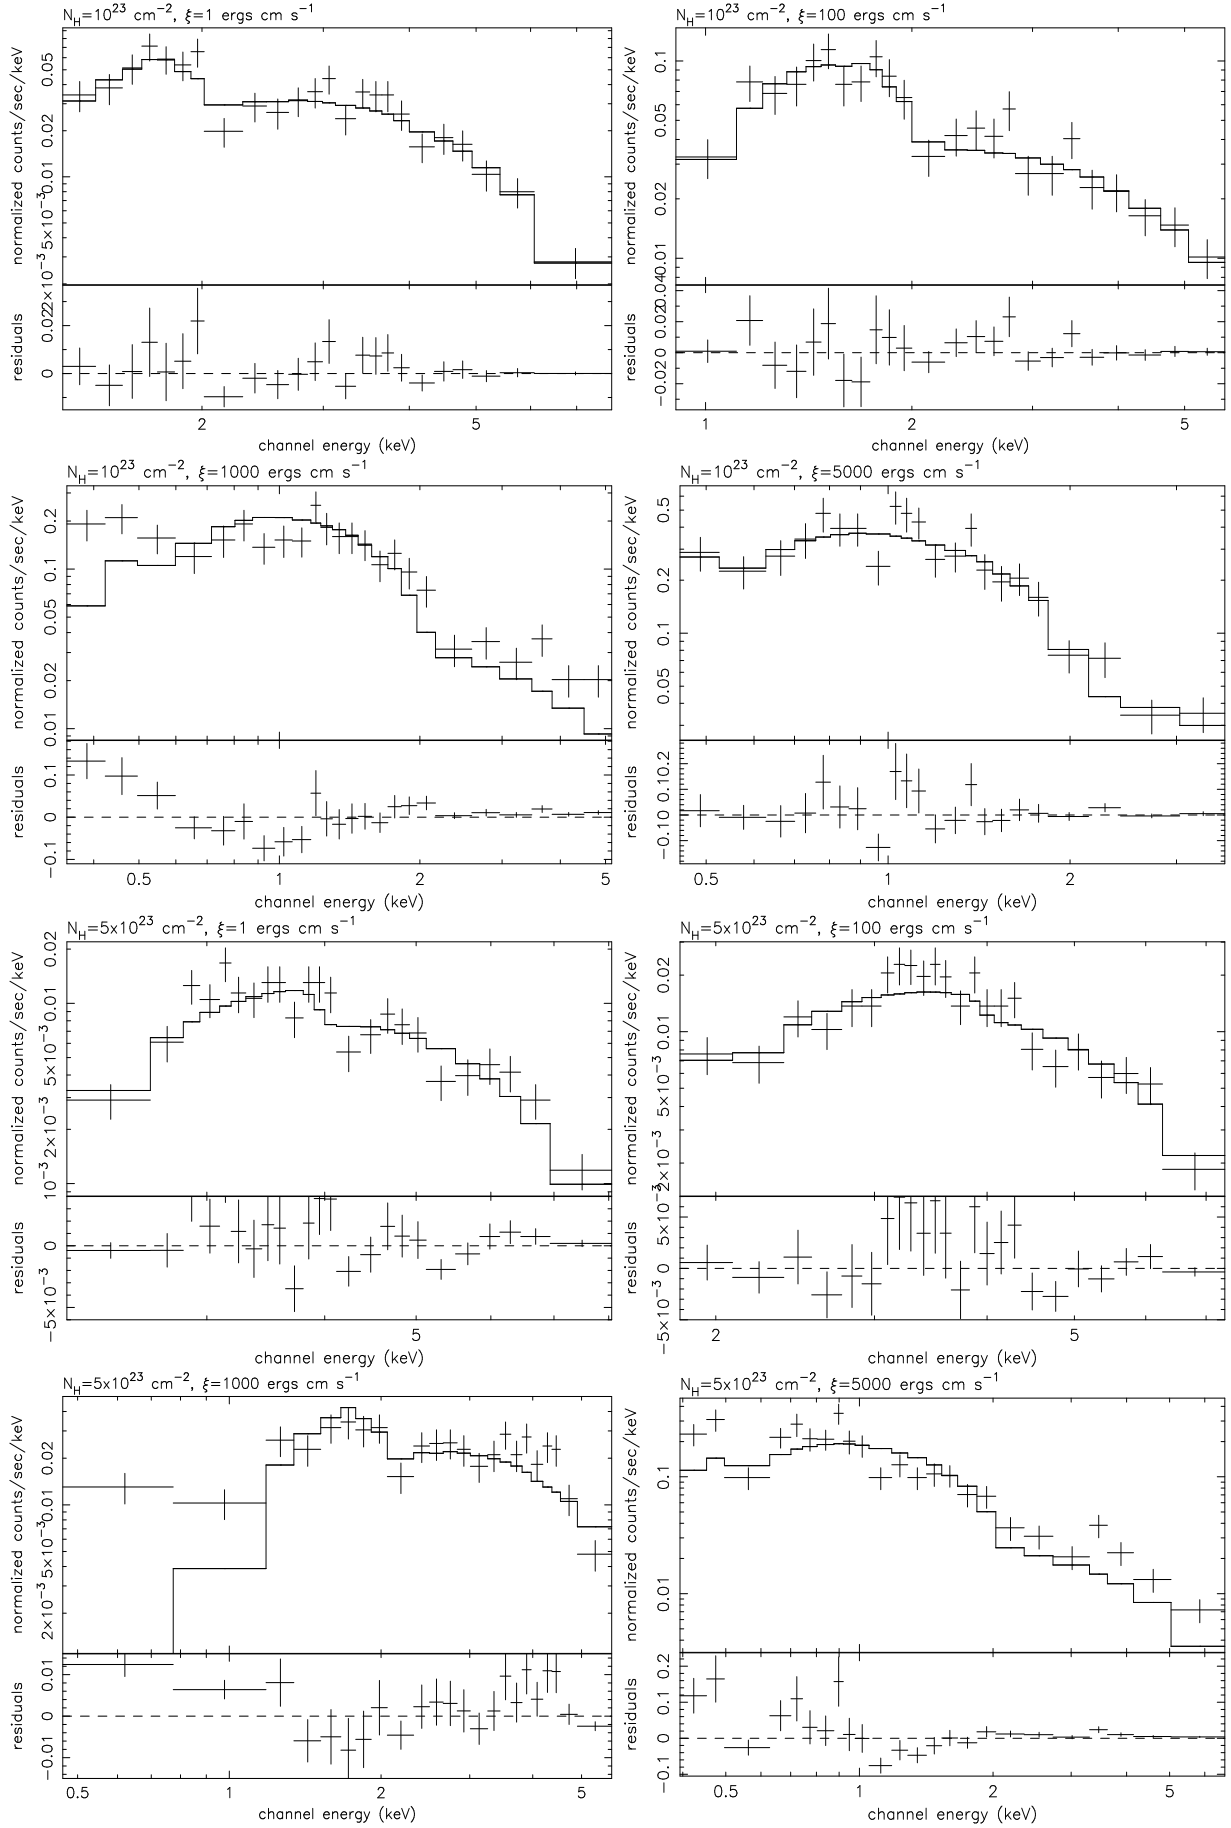 N_H=10^23 cm^−2, ξ=1 ergs cm s^−1
normalized counts/sec/keV
0.05
0.02
0.01
5×10^−3
2×10^−3
residuals
0.02
0
2
5
channel energy (keV)
N_H=10^23 cm^−2, ξ=100 ergs cm s^−1
normalized counts/sec/keV
0.1
0.05
0.02
0.01
residuals
0.04
0.02
0
−0.02
1
2
5
channel energy (keV)
N_H=10^23 cm^−2, ξ=1000 ergs cm s^−1
normalized counts/sec/keV
0.2
0.1
0.05
0.02
0.01
residuals
0.1
0
−0.1
0.5
1
2
5
channel energy (keV)
N_H=10^23 cm^−2, ξ=5000 ergs cm s^−1
normalized counts/sec/keV
0.5
0.2
0.1
0.05
residuals
0.2
0.1
0
−0.1
0.5
1
2
channel energy (keV)
N_H=5×10^23 cm^−2, ξ=1 ergs cm s^−1
normalized counts/sec/keV
0.02
0.01
5×10^−3
2×10^−3
10^−3
residuals
0
−5×10^−3
5
channel energy (keV)
N_H=5×10^23 cm^−2, ξ=100 ergs cm s^−1
normalized counts/sec/keV
0.02
0.01
5×10^−3
2×10^−3
residuals
5×10^−3
0
−5×10^−3
2
5
channel energy (keV)
N_H=5×10^23 cm^−2, ξ=1000 ergs cm s^−1
normalized counts/sec/keV
0.02
0.01
5×10^−3
2×10^−3
residuals
0.01
0
−0.01
0.5
1
2
5
channel energy (keV)
N_H=5×10^23 cm^−2, ξ=5000 ergs cm s^−1
normalized counts/sec/keV
0.1
0.01
residuals
0.2
0.1
0
−0.1
0.5
1
2
5
channel energy (keV)